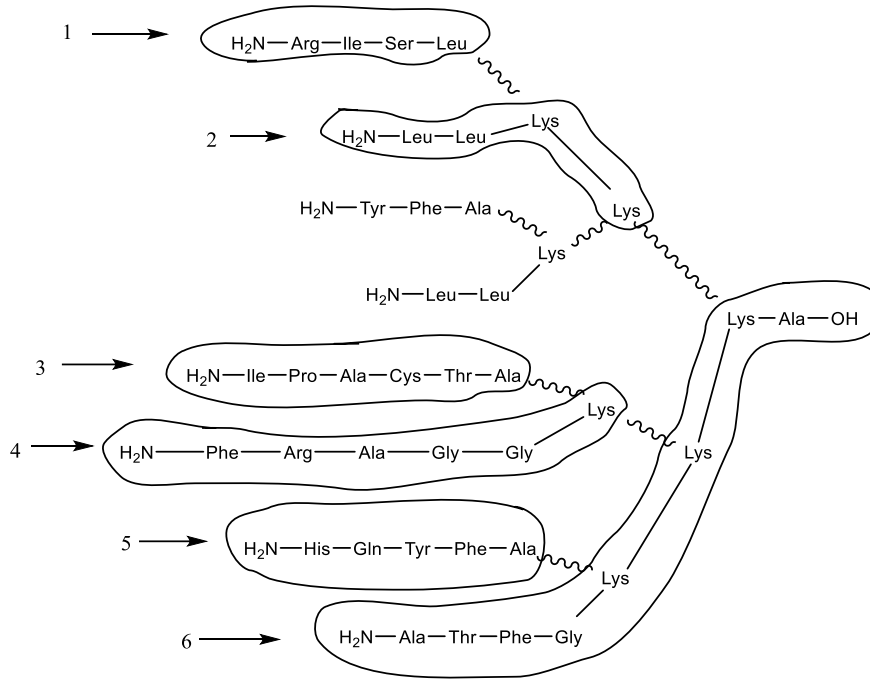 1
H₂N—Arg—Ile—Ser—Leu
2
H₂N—Leu—Leu—Lys
Lys
H₂N—Tyr—Phe—Ala
Lys
H₂N—Leu—Leu
Lys—Ala—OH
3
H₂N—Ile—Pro—Ala—Cys—Thr—Ala
Lys
4
H₂N—Phe—Arg—Ala—Gly—Gly
Lys
5
H₂N—His—Gln—Tyr—Phe—Ala
Lys
6
H₂N—Ala—Thr—Phe—Gly